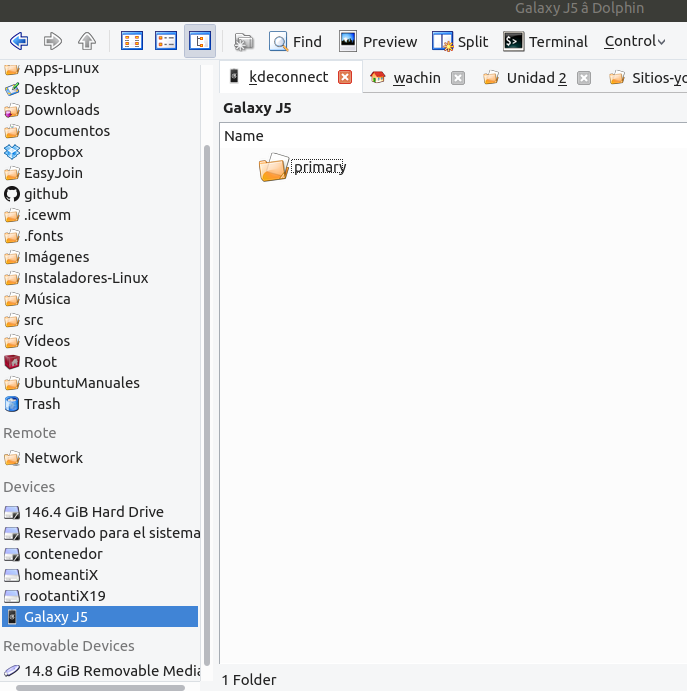 Galaxy J5 â Dolphin
Find Preview Split Terminal Control
kdeconnect wachin Unidad 2 Sitios-yo
Galaxy J5
Name
primary
Apps-Linux
Desktop
Downloads
Documentos
Dropbox
EasyJoin
github
.icewm
.fonts
Imágenes
Instaladores-Linux
Música
src
Vídeos
Root
UbuntuManuales
Trash
Remote
Network
Devices
146.4 GiB Hard Drive
Reservado para el sistema
contenedor
homeantiX
rootantiX19
Galaxy J5
Removable Devices
14.8 GiB Removable Media
1 Folder